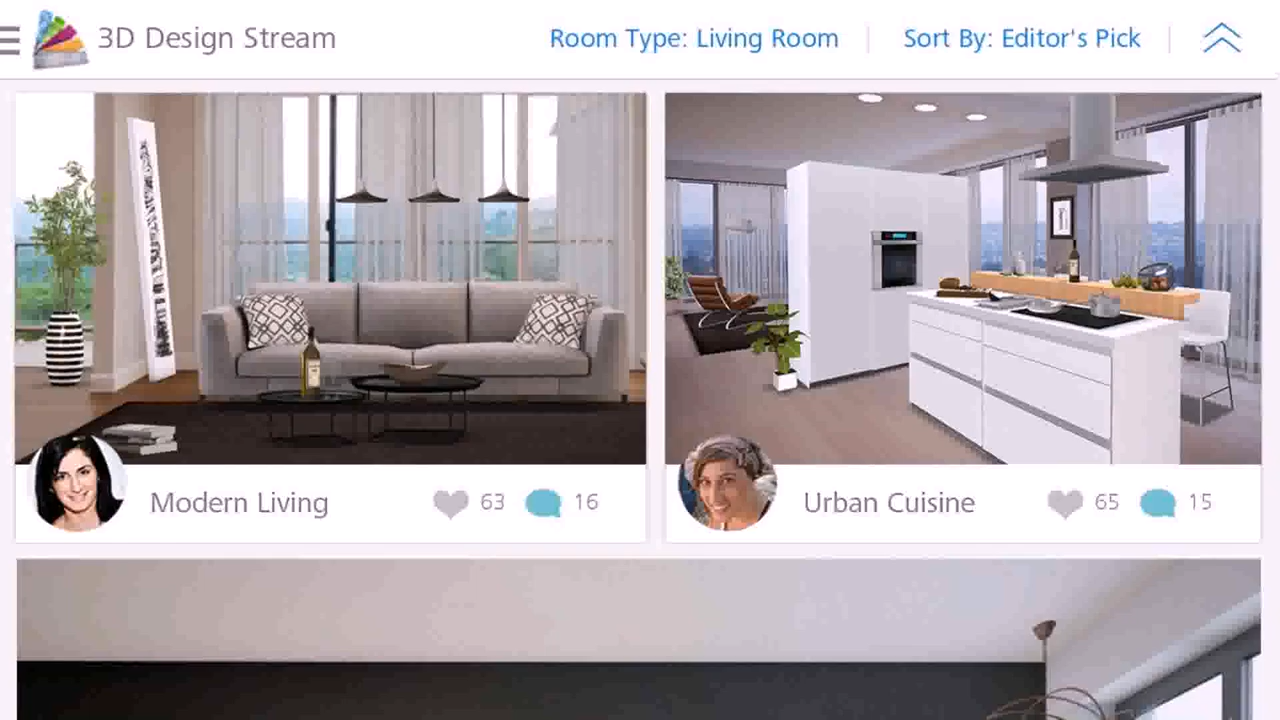 3D Design Stream
Room Type: Living Room
Sort By: Editor's Pick
Modern Living
63
16
Urban Cuisine
65
15